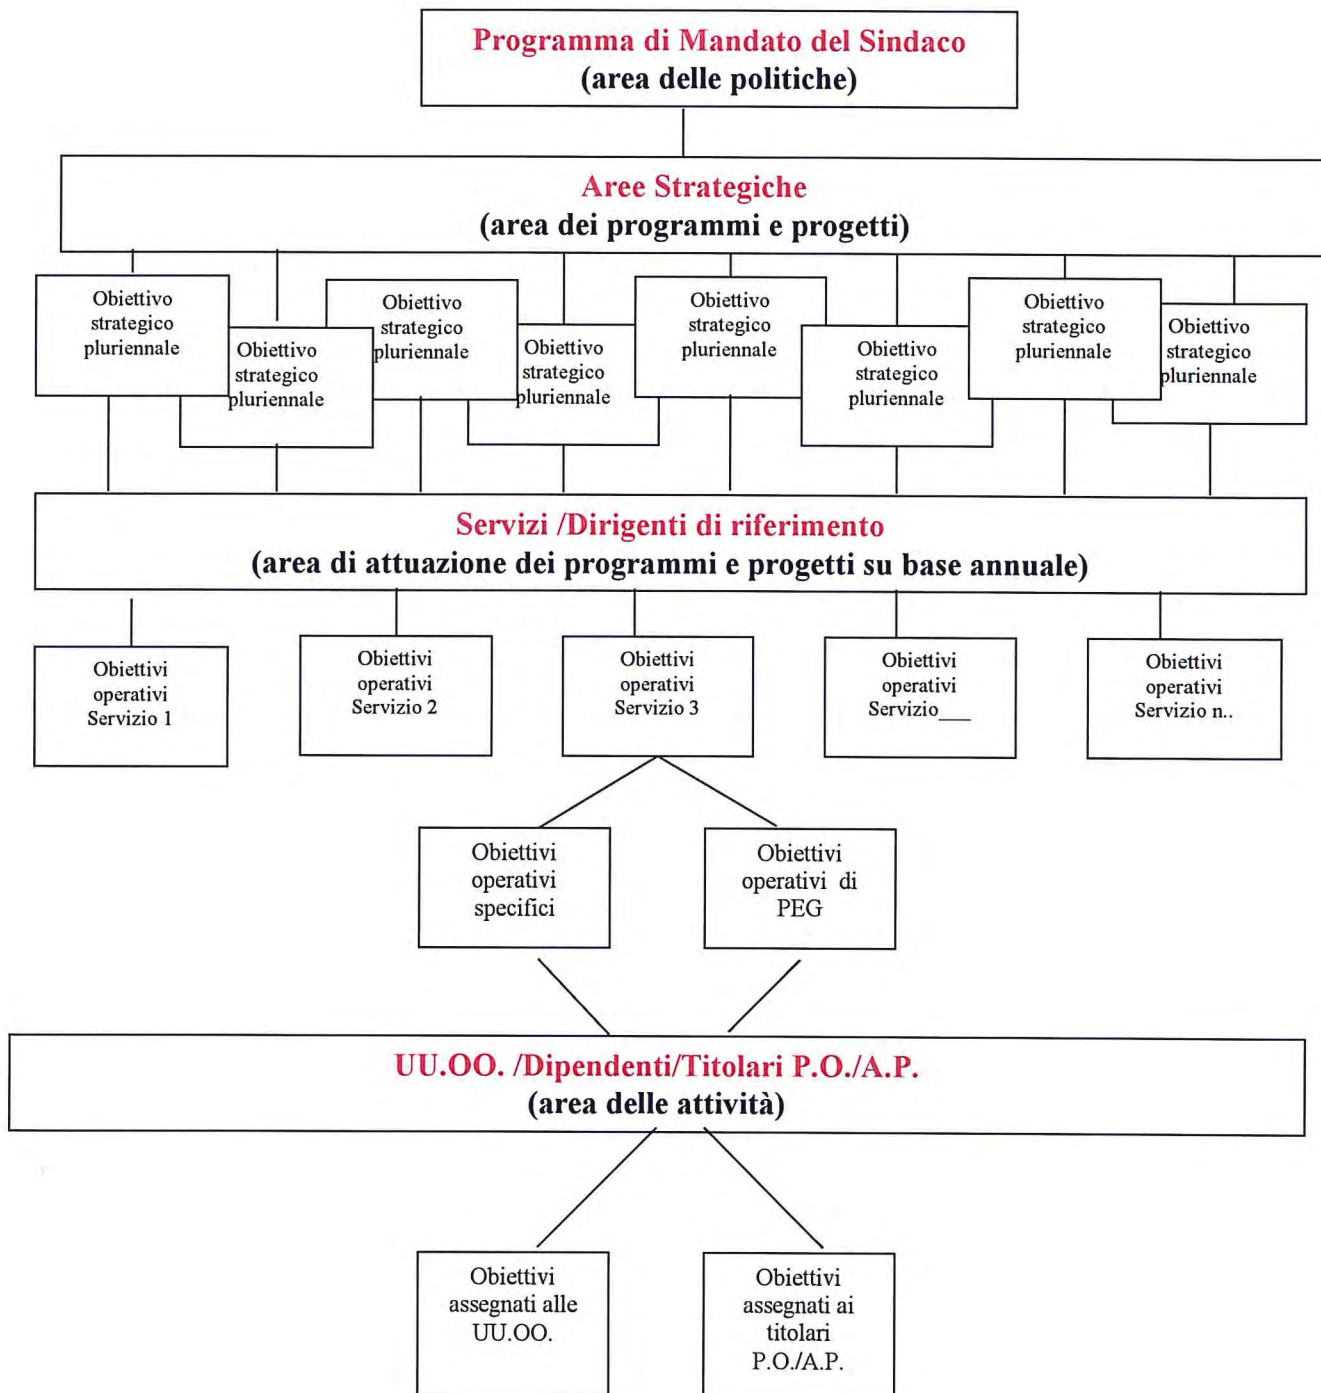 Programma di Mandato del Sindaco
(area delle politiche)
Aree Strategiche
(area dei programmi e progetti)
Obiettivo
strategico
pluriennale
Obiettivo
strategico
pluriennale
Obiettivo
strategico
pluriennale
Obiettivo
strategico
pluriennale
Obiettivo
strategico
pluriennale
Obiettivo
strategico
pluriennale
Obiettivo
strategico
pluriennale
Obiettivo
strategico
pluriennale
Servizi /Dirigenti di riferimento
(area di attuazione dei programmi e progetti su base annuale)
Obiettivi
operativi
Servizio 1
Obiettivi
operativi
Servizio 2
Obiettivi
operativi
Servizio 3
Obiettivi
operativi
Servizio___
Obiettivi
operativi
Servizio n..
Obiettivi
operativi
specifici
Obiettivi
operativi di
PEG
UU.OO. /Dipendenti/Titolari P.O./A.P.
(area delle attività)
Obiettivi
assegnati alle
UU.OO.
Obiettivi
assegnati ai
titolari
P.O./A.P.